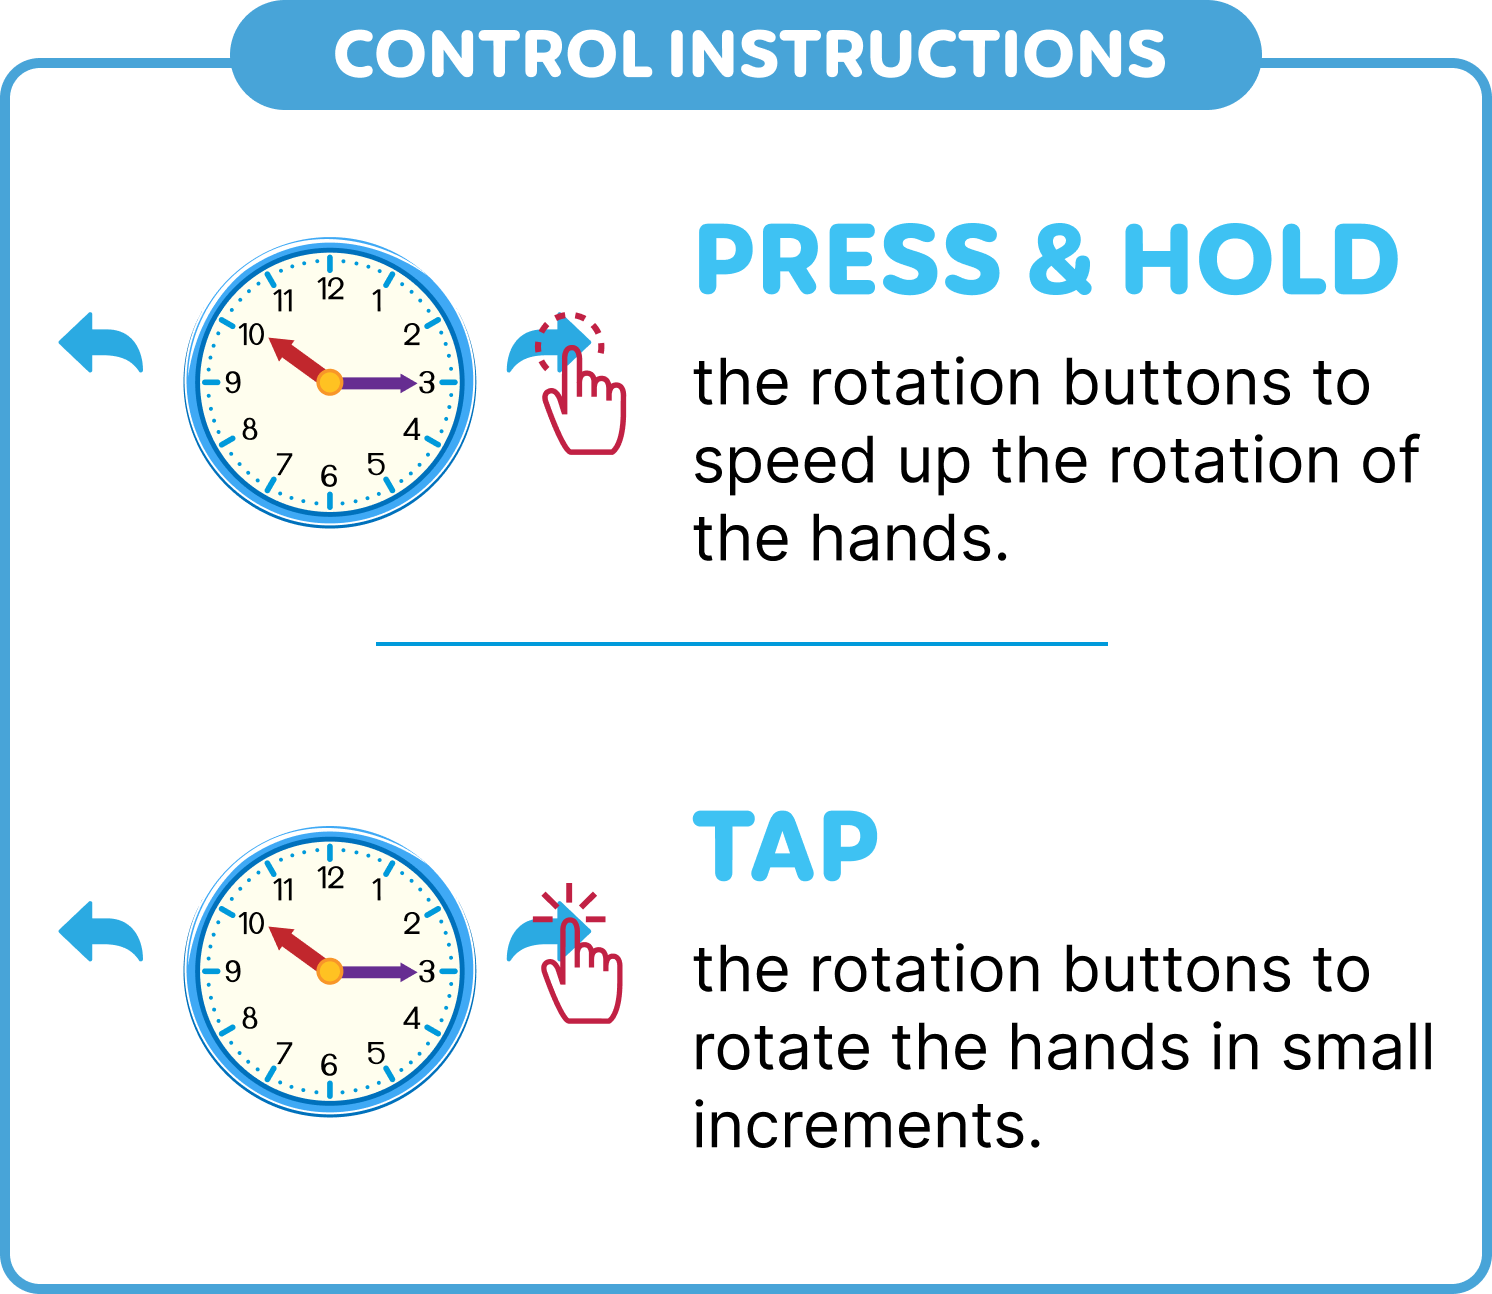 CONTROL INSTRUCTIONS
PRESS & HOLD
the rotation buttons to
speed up the rotation of
the hands.
12
11 1
10 2
9 3
8 4
7 5
6
TAP
the rotation buttons to
rotate the hands in small
increments.
12
11 1
10 2
9 3
8 4
7 5
6